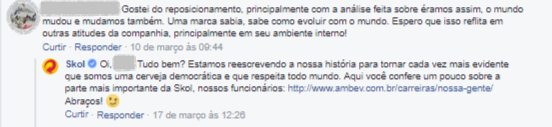 Gostei do reposicionamento, principalmente com a análise feita sobre éramos assim, o mundo
mudou e mudamos também. Uma marca sabia, sabe como evoluir com o mundo. Espero que isso reflita em
outras atitudes da companhia, principalmente em seu ambiente interno!
Curtir · Responder · 10 de março às 09:44
Skol Oi, Tudo bem? Estamos reescrevendo a nossa história para tornar cada vez mais evidente
que somos uma cerveja democrática e que respeita todo mundo. Aqui você confere um pouco sobre a
parte mais importante da Skol, nossos funcionários: http://www.ambev.com.br/carreiras/nossa-gente/
Abraços!
Curtir · Responder · 17 de março às 12:26